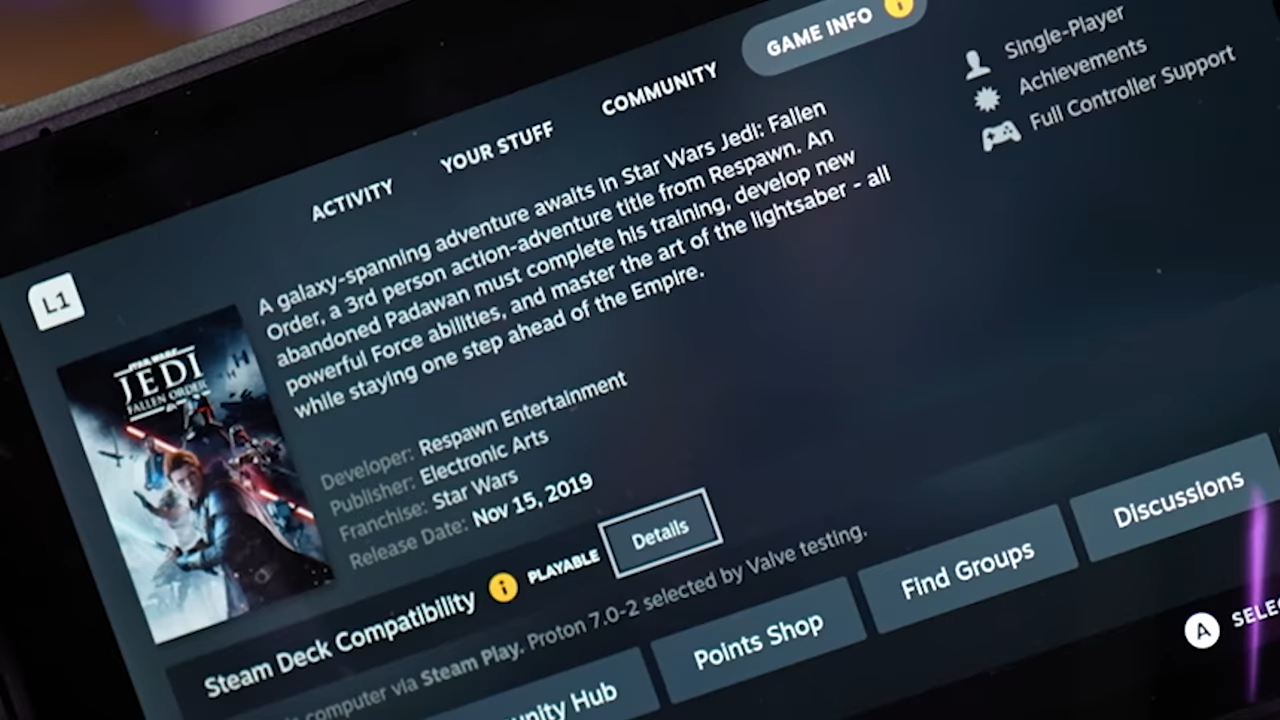 GAME INFO
COMMUNITY
YOUR STUFF
ACTIVITY
Single-Player
Achievements
Full Controller Support
L1
A galaxy-spanning adventure awaits in Star Wars Jedi: Fallen
Order, a 3rd person action-adventure title from Respawn. An
abandoned Padawan must complete his training, develop new
powerful Force abilities, and master the art of the lightsaber - all
while staying one step ahead of the Empire.
STAR WARS
JEDI
FALLEN ORDER
Developer: Respawn Entertainment
Publisher: Electronic Arts
Franchise: Star Wars
Release Date: Nov 15, 2019
Steam Deck Compatibility i PLAYABLE Details
computer via Steam Play. Proton 7.0-2 selected by Valve testing.
Hub
Points Shop
Find Groups
Discussions
A